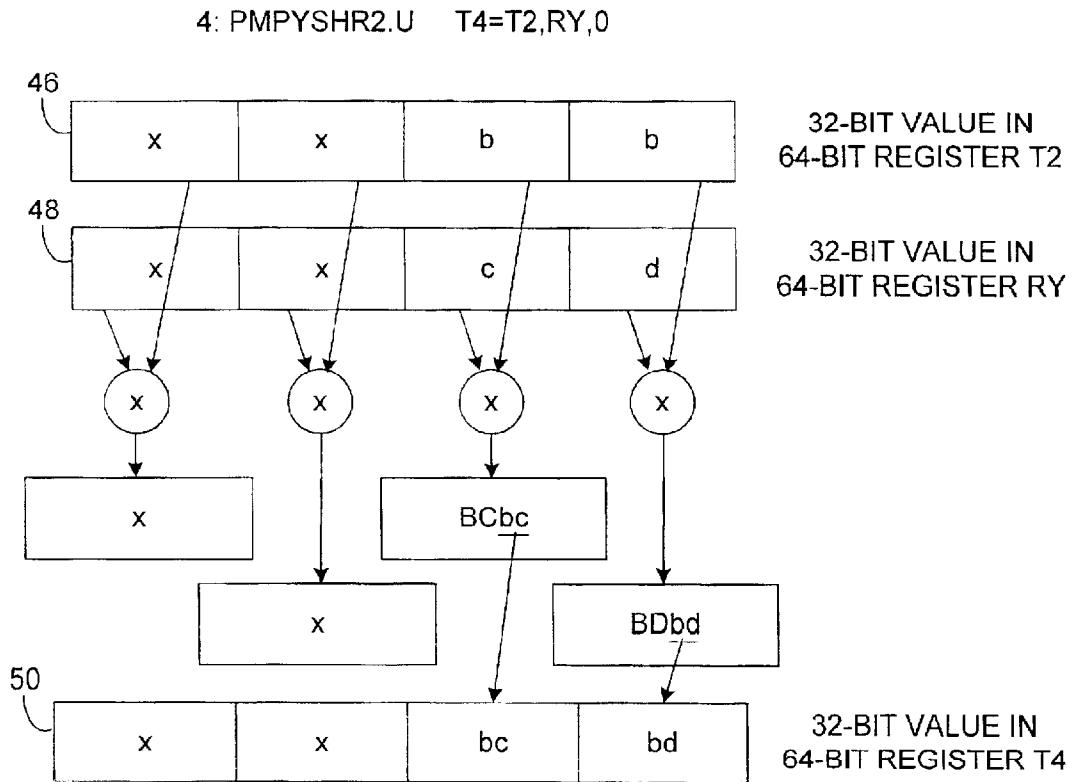 4: PMPYSHR2.U T4=T2,RY,0
46
x x b b
32-BIT VALUE IN
64-BIT REGISTER T2
48
x x c d
32-BIT VALUE IN
64-BIT REGISTER RY
x x x x
x
BCbc
x
BDbd
50
x x bc bd
32-BIT VALUE IN
64-BIT REGISTER T4